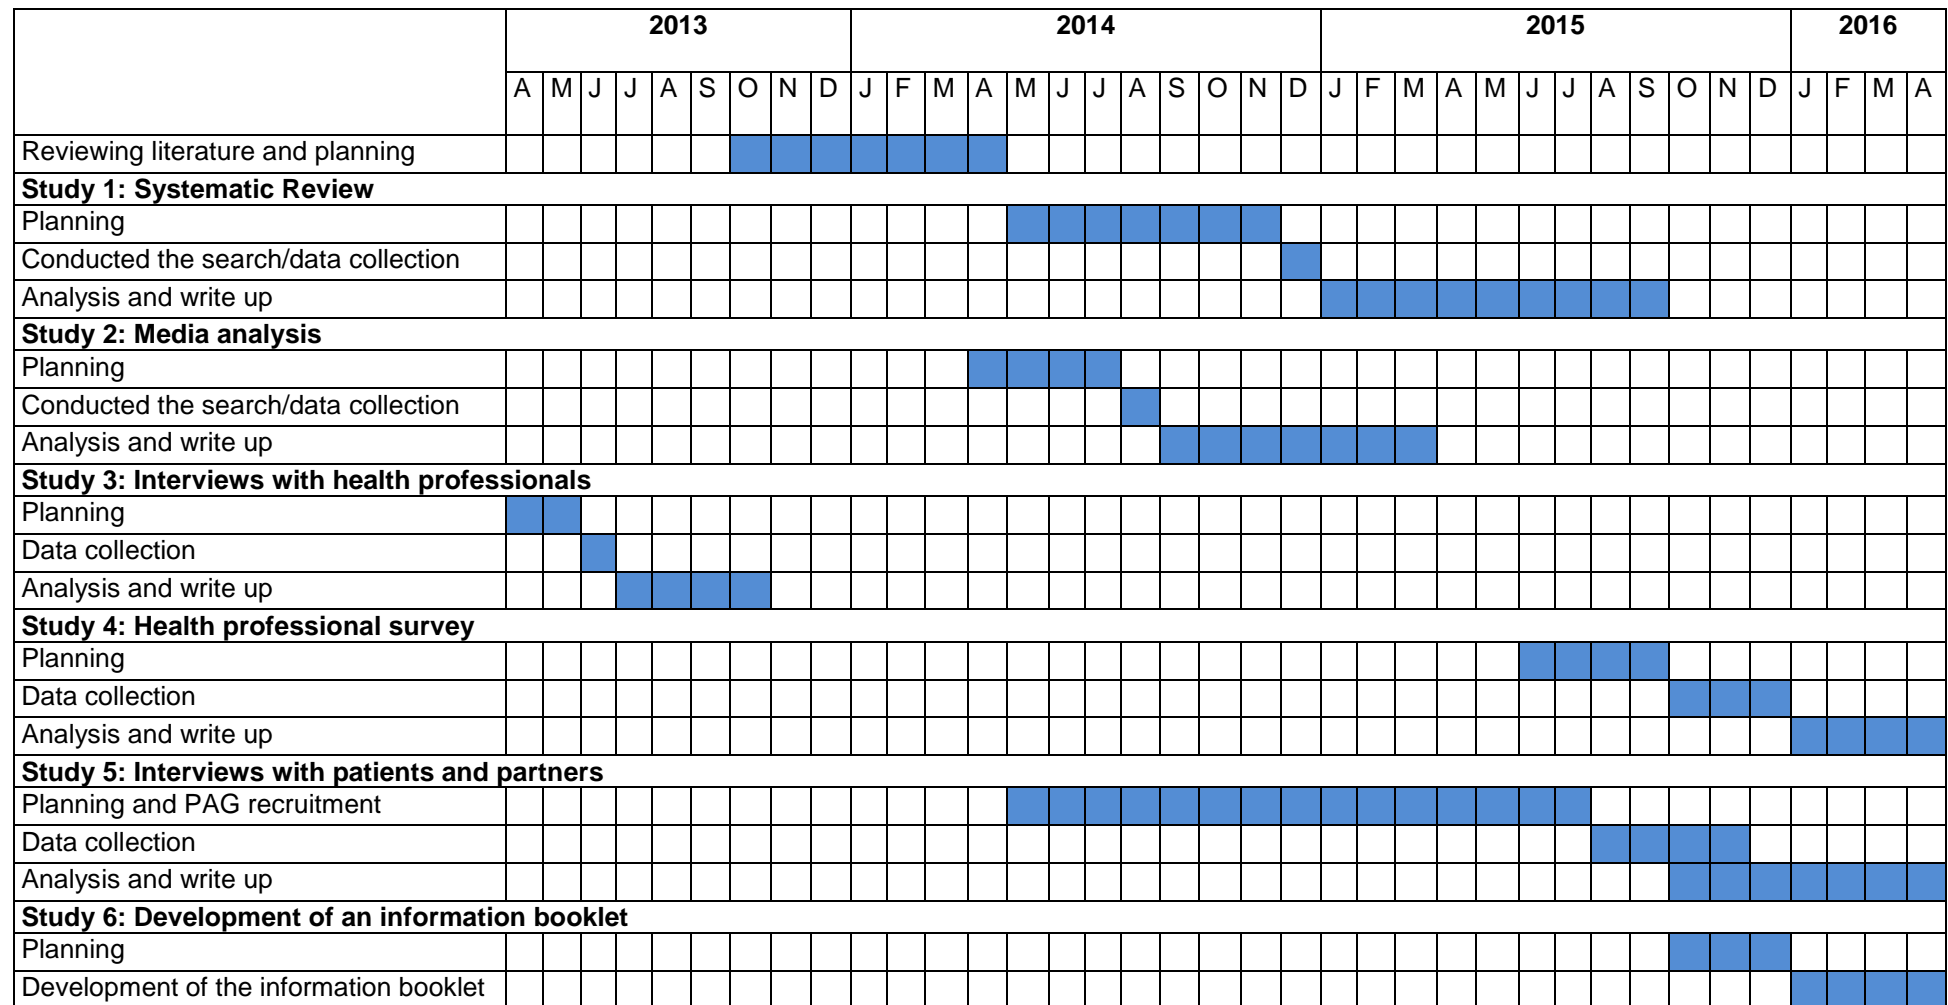 2013 2014 2015 2016
A M J J A S O N D J F M A M J J A S O N D J F M A M J J A S O N D J F M A
Reviewing literature and planning
Study 1: Systematic Review
Planning
Conducted the search/data collection
Analysis and write up
Study 2: Media analysis
Planning
Conducted the search/data collection
Analysis and write up
Study 3: Interviews with health professionals
Planning
Data collection
Analysis and write up
Study 4: Health professional survey
Planning
Data collection
Analysis and write up
Study 5: Interviews with patients and partners
Planning and PAG recruitment
Data collection
Analysis and write up
Study 6: Development of an information booklet
Planning
Development of the information booklet